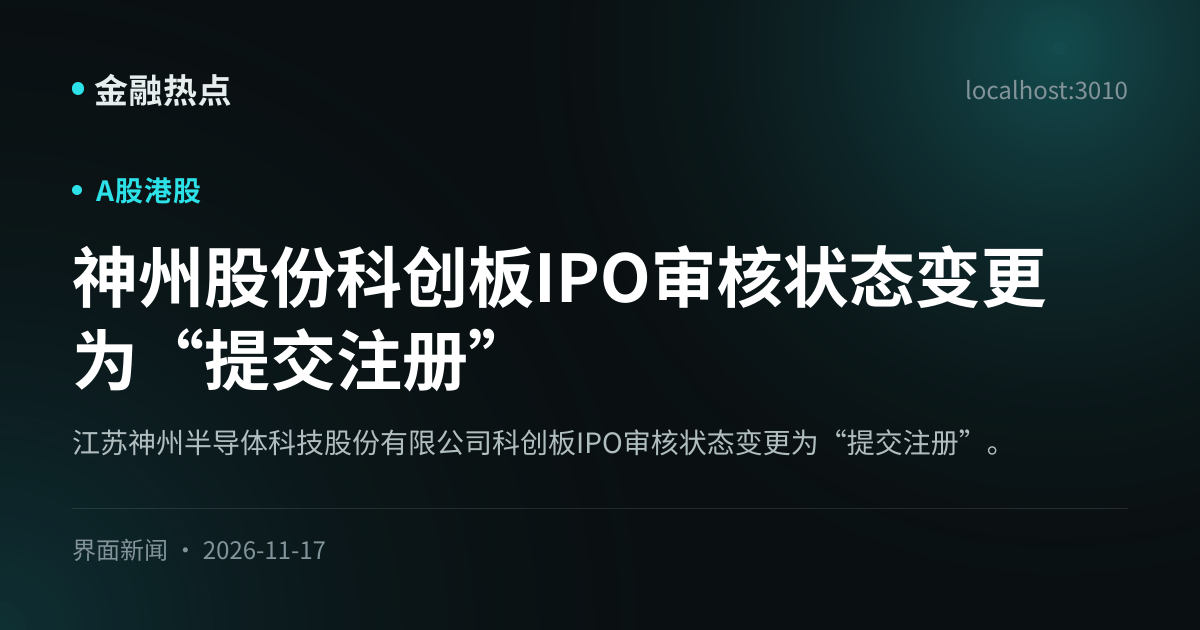 金融热点
localhost:3010
A股港股
神州股份科创板IPO审核状态变更
为“提交注册”
江苏神州半导体科技股份有限公司科创板IPO审核状态变更为“提交注册”。
界面新闻 • 2026-11-17